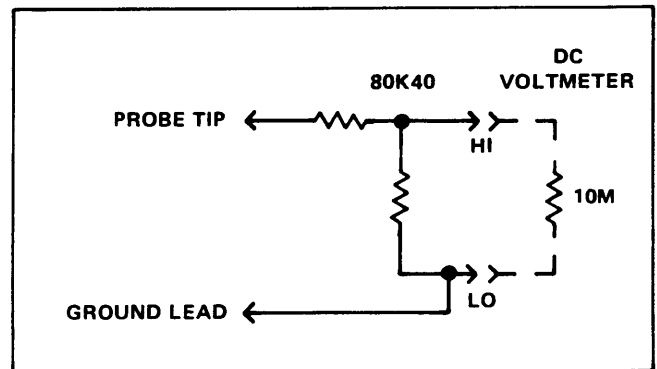 DC
80K40 VOLTMETER
PROBE TIP
HI
10M
LO
GROUND LEAD